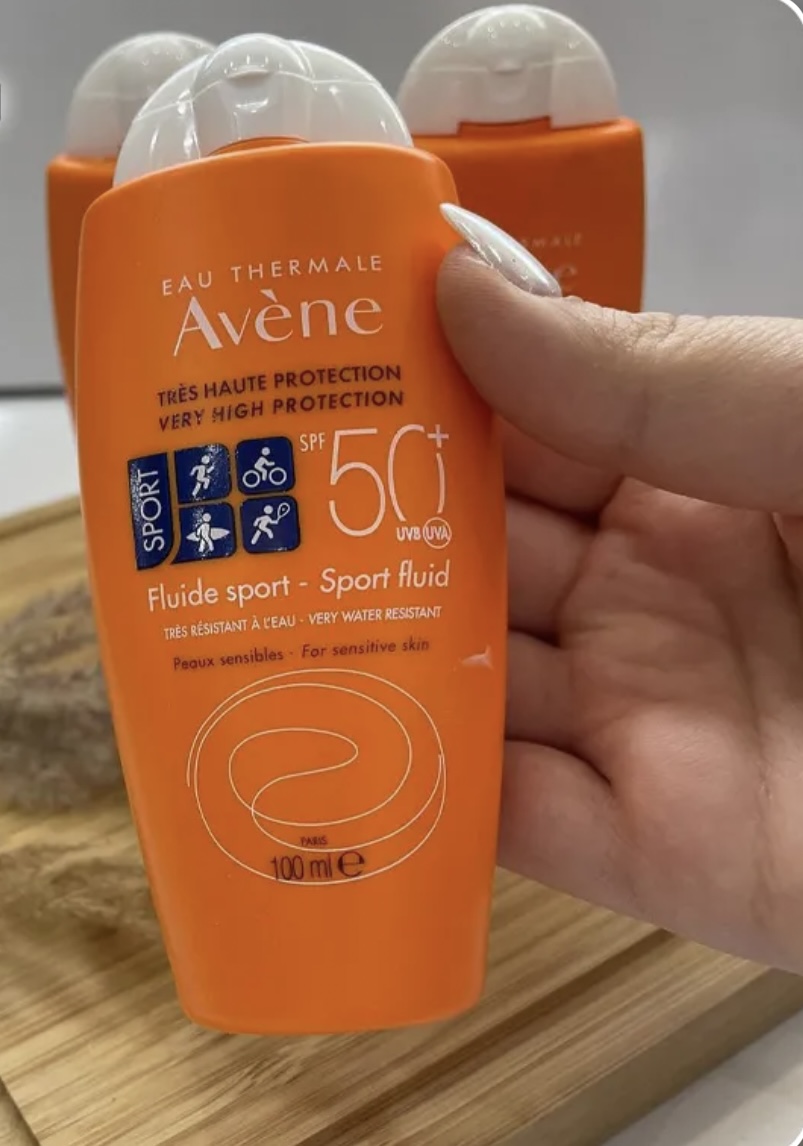 EAU THERMALE
Avène
TRÈS HAUTE PROTECTION
VERY HIGH PROTECTION
SPORT
SPF 50+
UVB UVA
Fluide sport - Sport fluid
TRÈS RÉSISTANT À L'EAU - VERY WATER RESISTANT
Peaux sensibles · For sensitive skin
PARIS
100 ml ℮